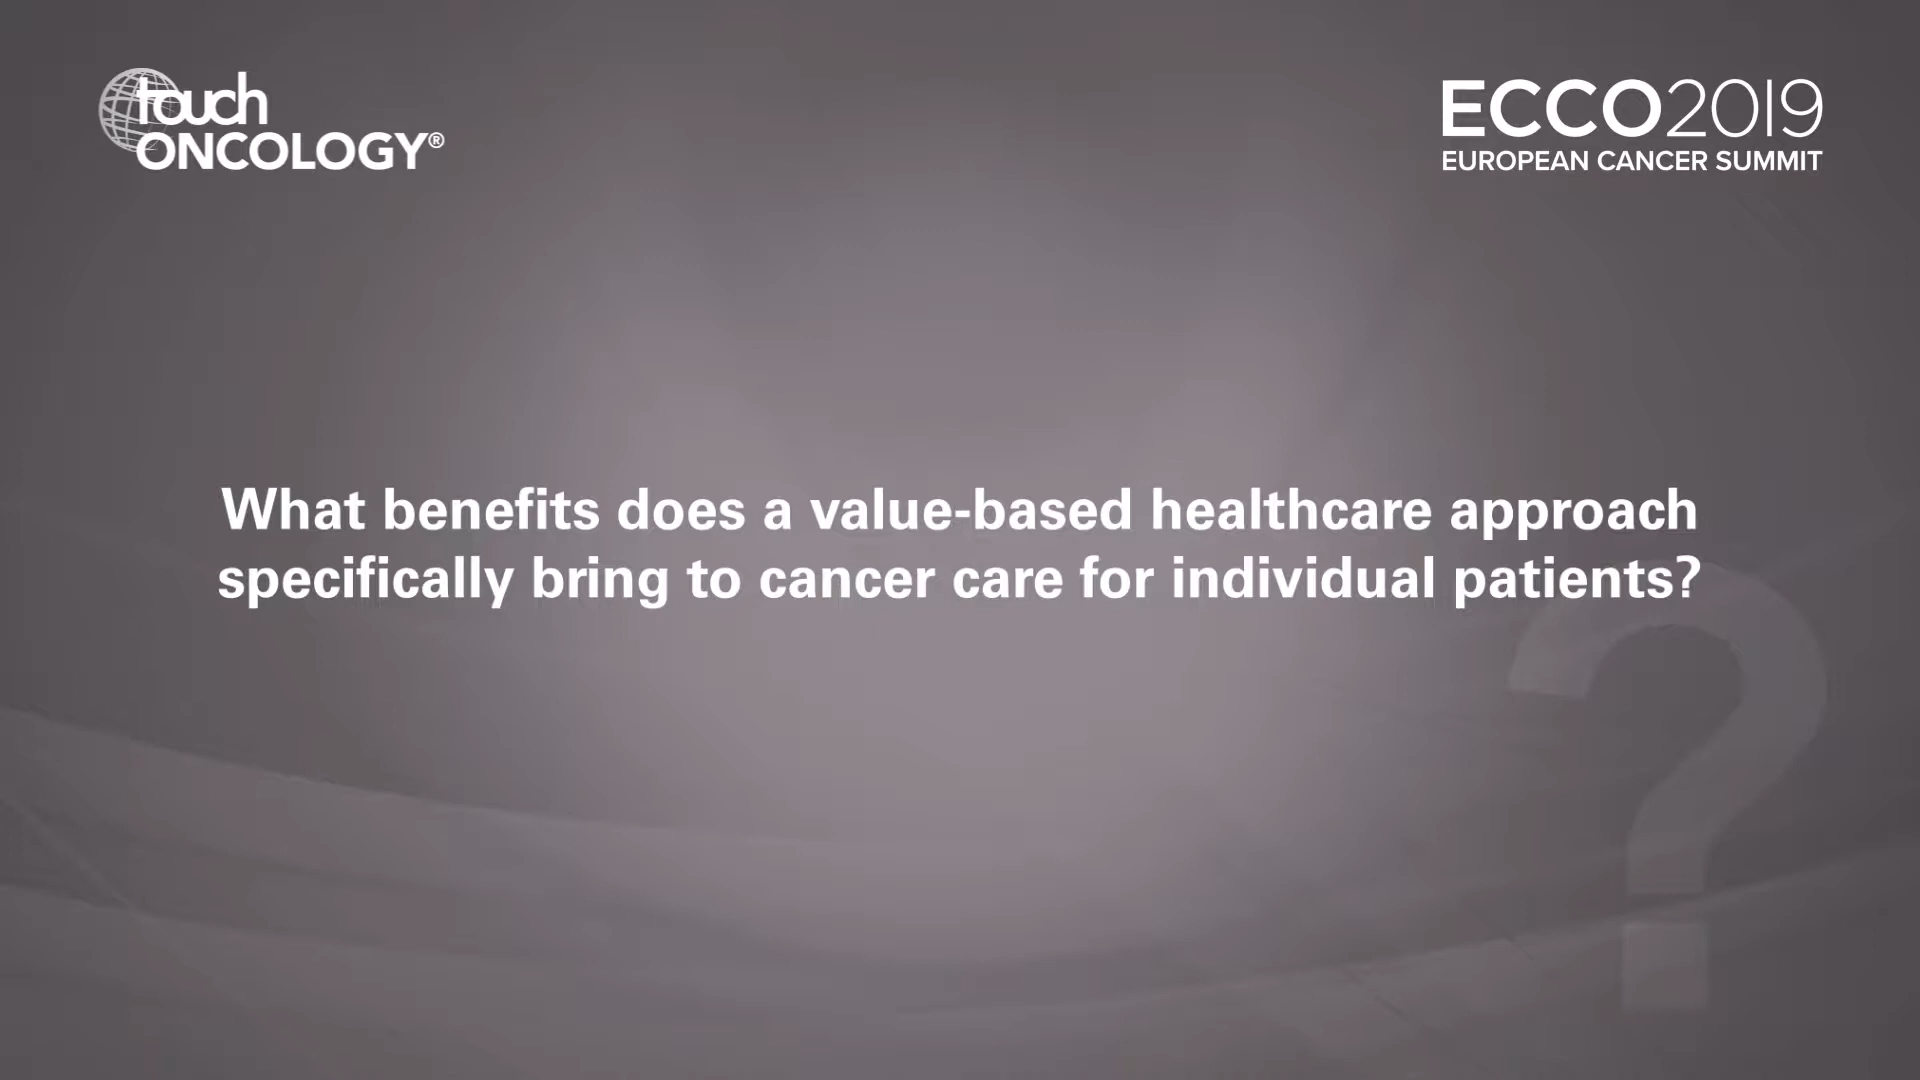 touch
ONCOLOGY®
ECCO2019
EUROPEAN CANCER SUMMIT
What benefits does a value-based healthcare approach
specifically bring to cancer care for individual patients?
?